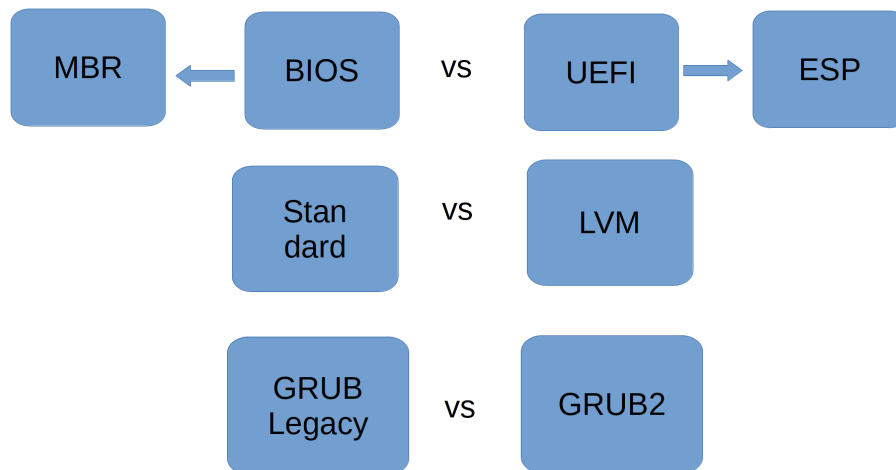 MBR
BIOS
vs
UEFI
ESP
Stan
dard
vs
LVM
GRUB
Legacy
vs
GRUB2